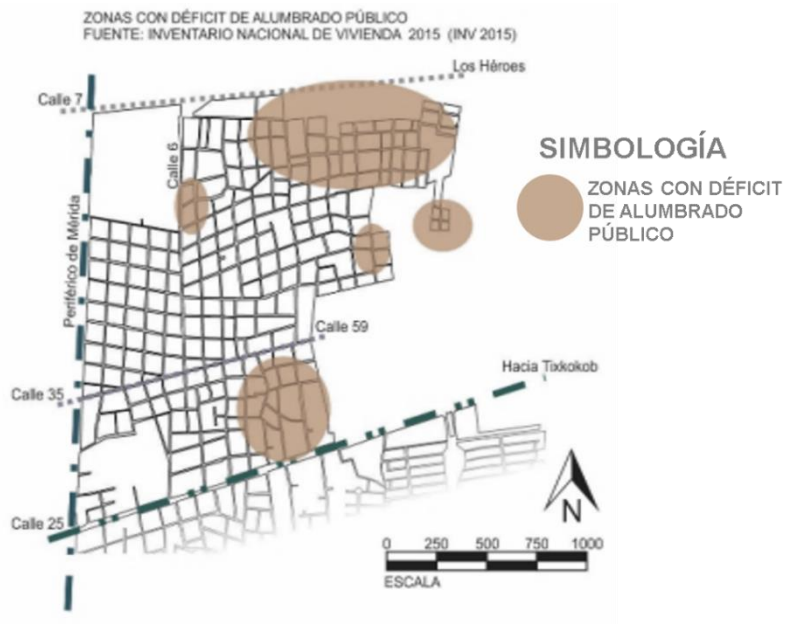 ZONAS CON DÉFICIT DE ALUMBRADO PÚBLICO
FUENTE: INVENTARIO NACIONAL DE VIVIENDA 2015 (INV 2015)
Los Héroes
Calle 7
Calle 6
SIMBOLOGÍA
ZONAS CON DÉFICIT
DE ALUMBRADO
PÚBLICO
Periférico de Mérida
Calle 59
Hacia Tixkokob
Calle 35
Calle 25
N
0 250 500 750 1000
ESCALA